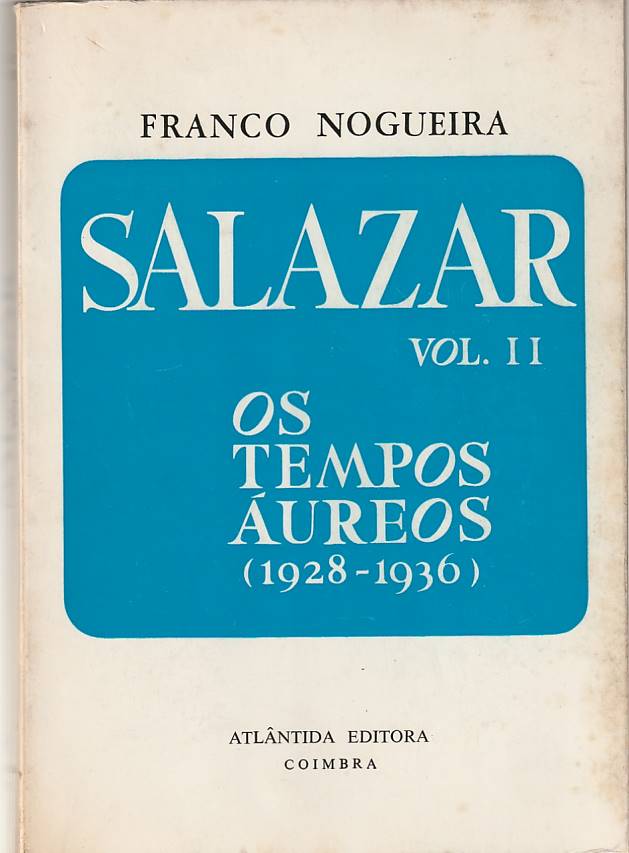 FRANCO NOGUEIRA
SALAZAR
VOL. II
OS
TEMPOS
ÁUREOS
(1928-1936)
ATLÂNTIDA EDITORA
COIMBRA